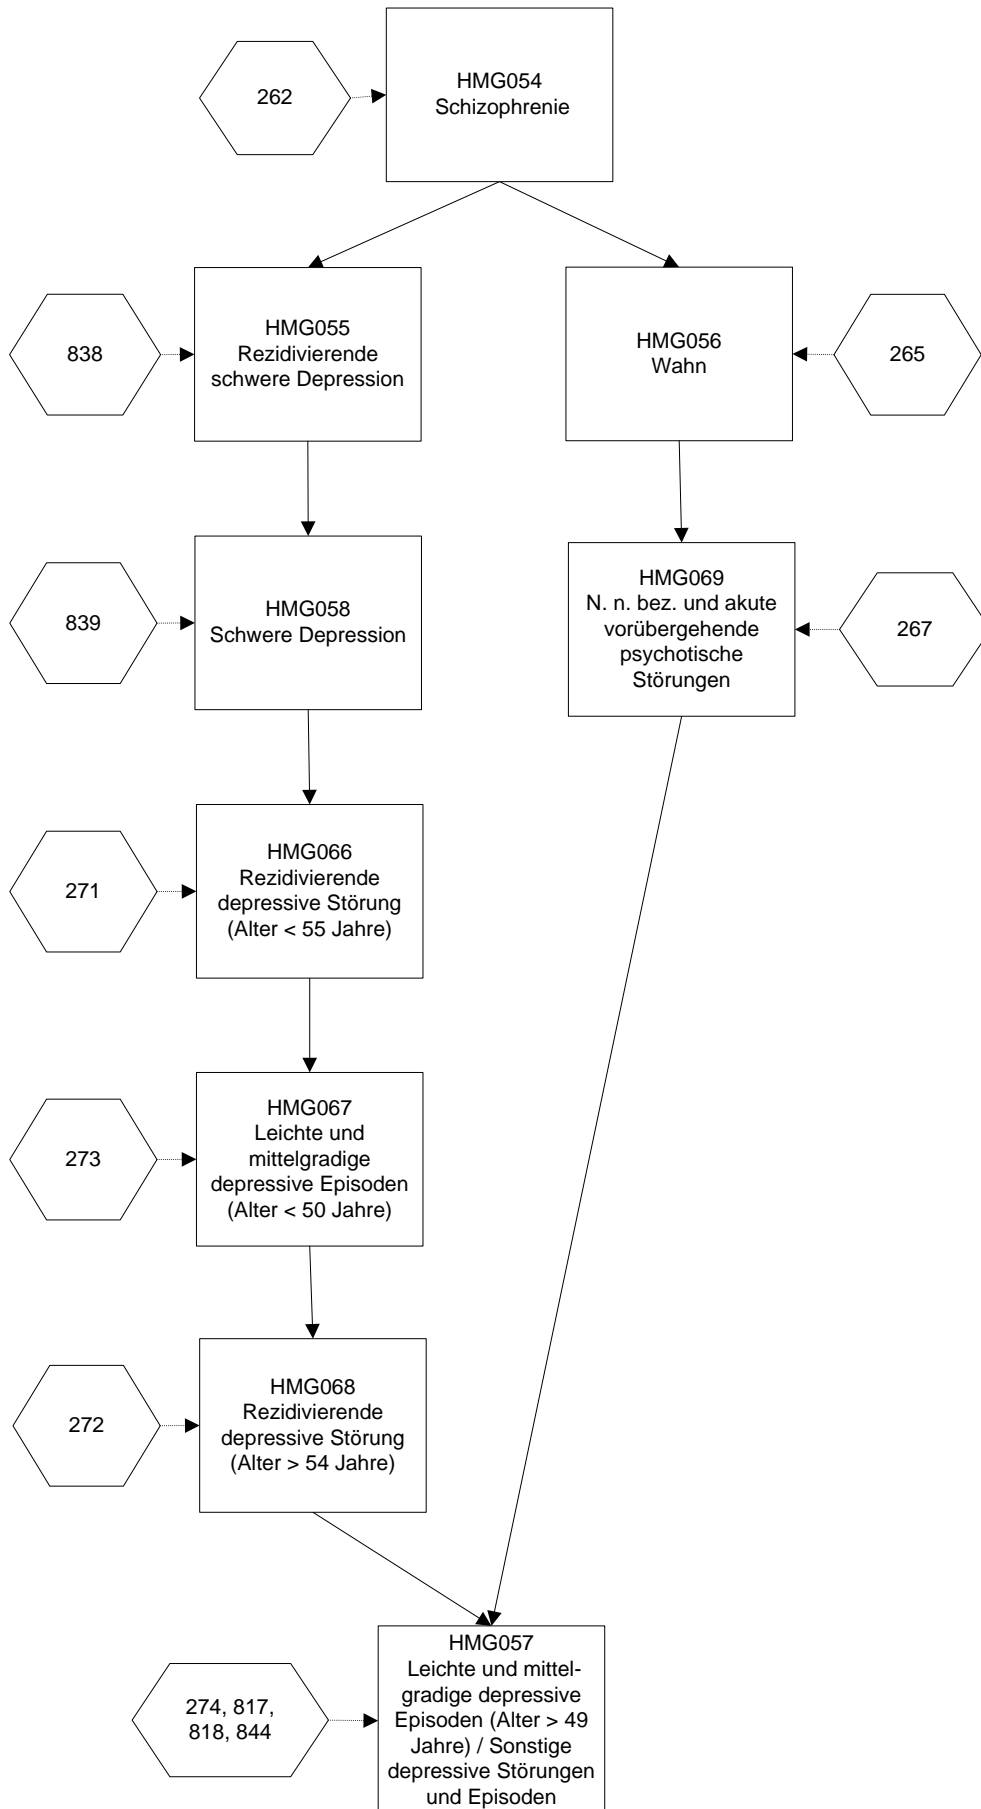 262
HMG054
Schizophrenie
838
HMG055
Rezidivierende
schwere Depression
HMG056
Wahn
265
839
HMG058
Schwere Depression
HMG069
N. n. bez. und akute
vorübergehende
psychotische
Störungen
267
271
HMG066
Rezidivierende
depressive Störung
(Alter < 55 Jahre)
273
HMG067
Leichte und
mittelgradige
depressive Episoden
(Alter < 50 Jahre)
272
HMG068
Rezidivierende
depressive Störung
(Alter > 54 Jahre)
274, 817,
818, 844
HMG057
Leichte und mittel-
gradige depressive
Episoden (Alter > 49
Jahre) / Sonstige
depressive Störungen
und Episoden